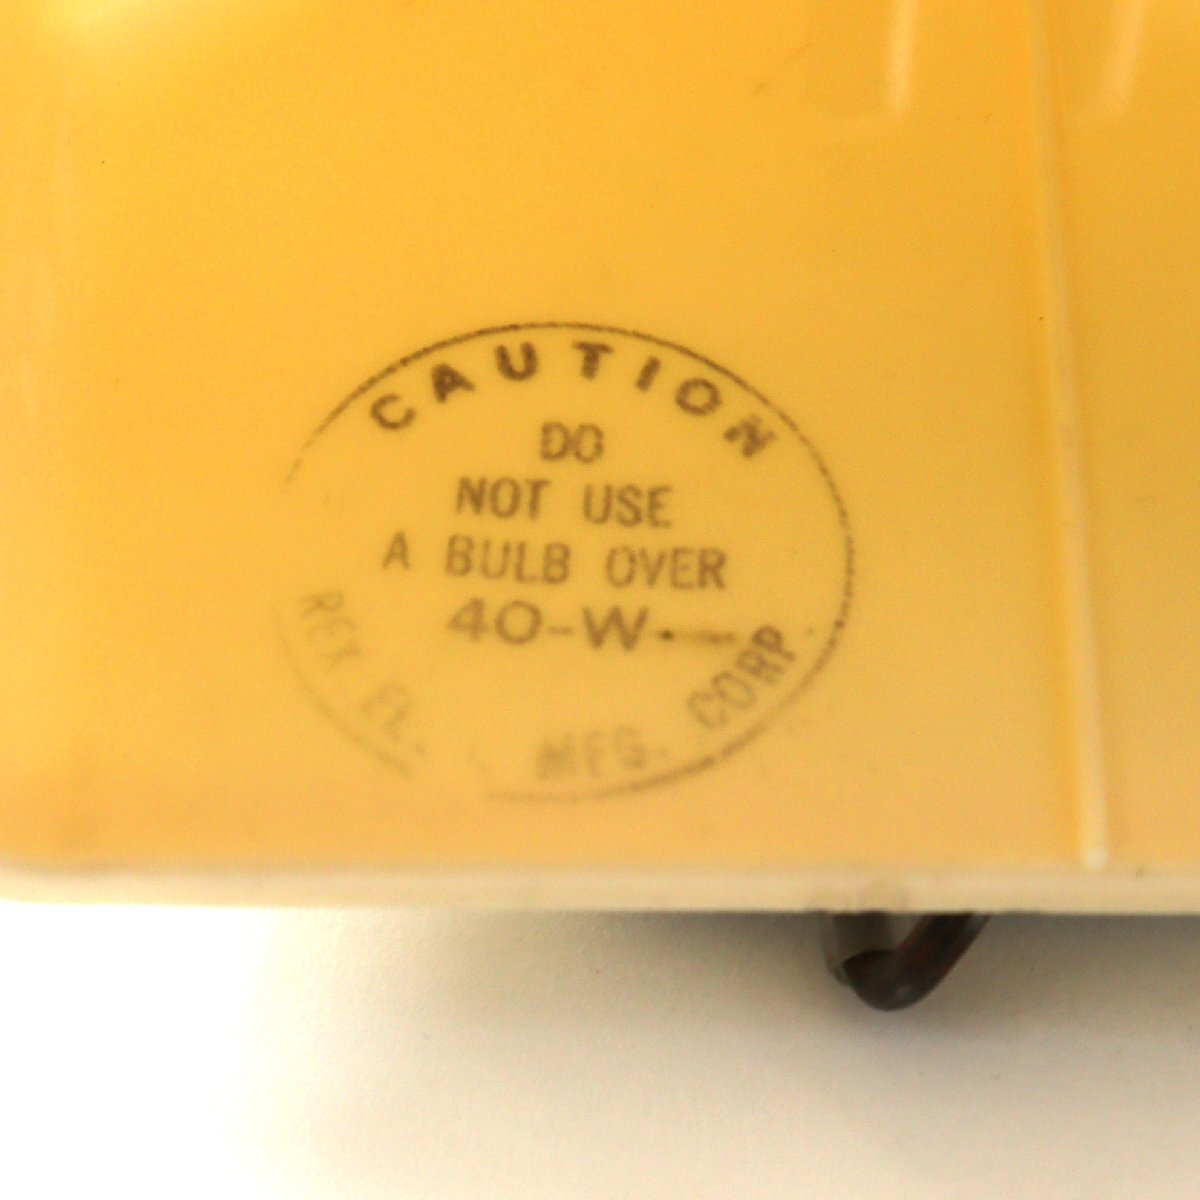 CAUTION
DO
NOT USE
A BULB OVER
40-W
REX EL. MFG. CORP